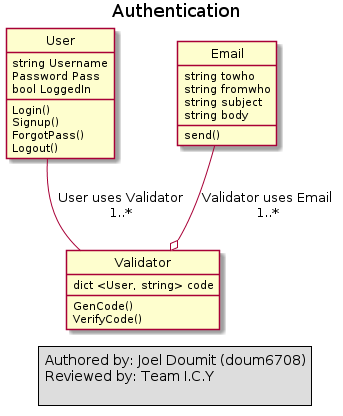 Authentication
User
string Username
Password Pass
bool LoggedIn
Login()
Signup()
ForgotPass()
Logout()
Email
string towho
string fromwho
string subject
string body
send()
User uses Validator
1..*
Validator uses Email
1..*
Validator
dict <User, string> code
GenCode()
VerifyCode()
Authored by: Joel Doumit (doum6708)
Reviewed by: Team I.C.Y